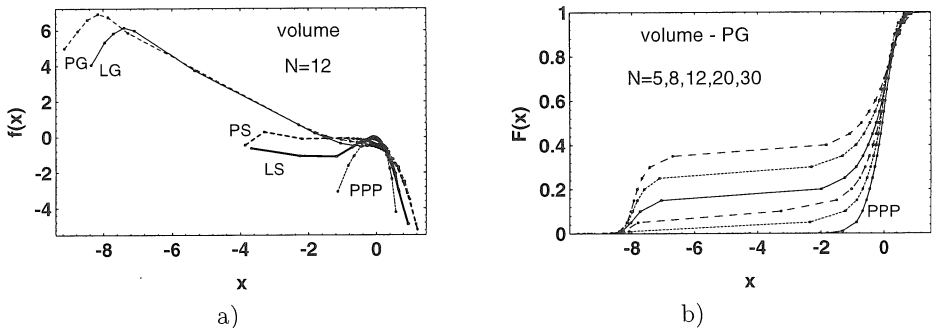 volume
N=12
6
4
2
0
-2
-4
f(x)
PG
LG
PS
LS
PPP
-8
-6
-4
-2
0
x
a)
volume - PG
N=5,8,12,20,30
1
0.8
0.6
0.4
0.2
0
F(x)
PPP
-8
-6
-4
-2
0
x
b)